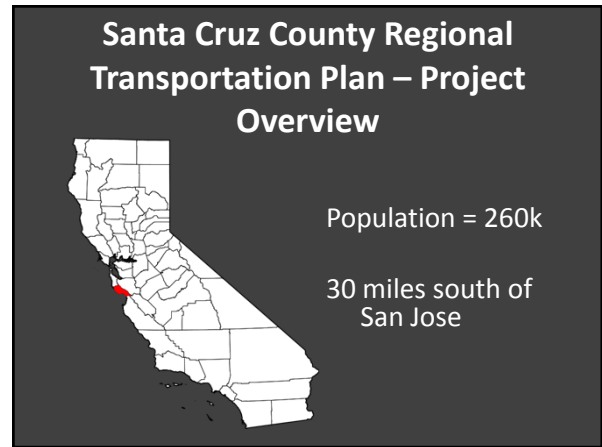 Santa Cruz County Regional
Transportation Plan – Project
Overview
Population = 260k
30 miles south of
San Jose